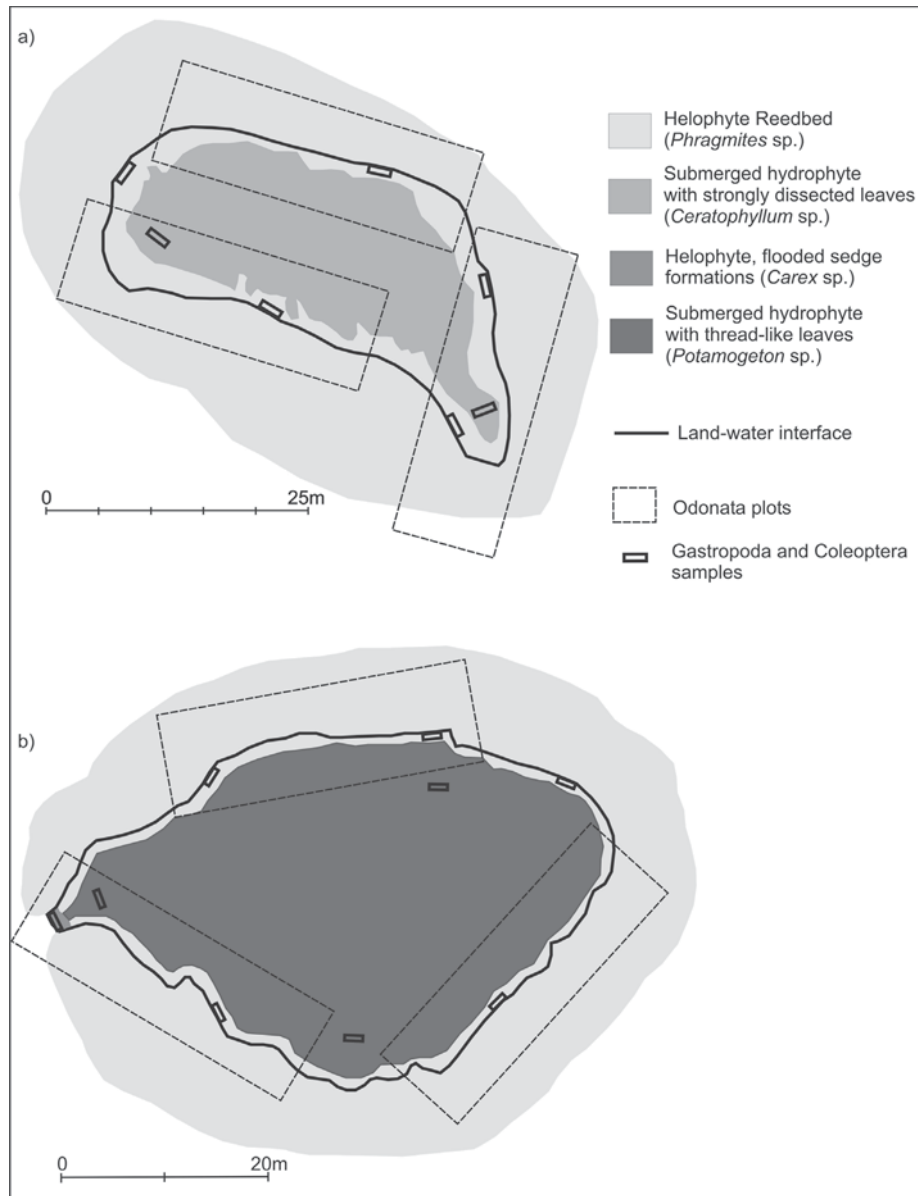 a)
Helophyte Reedbed
(Phragmites sp.)
Submerged hydrophyte
with strongly dissected leaves
(Ceratophyllum sp.)
Helophyte, flooded sedge
formations (Carex sp.)
Submerged hydrophyte
with thread-like leaves
(Potamogeton sp.)
Land-water interface
Odonata plots
Gastropoda and Coleoptera
samples
0 25m
b)
0 20m